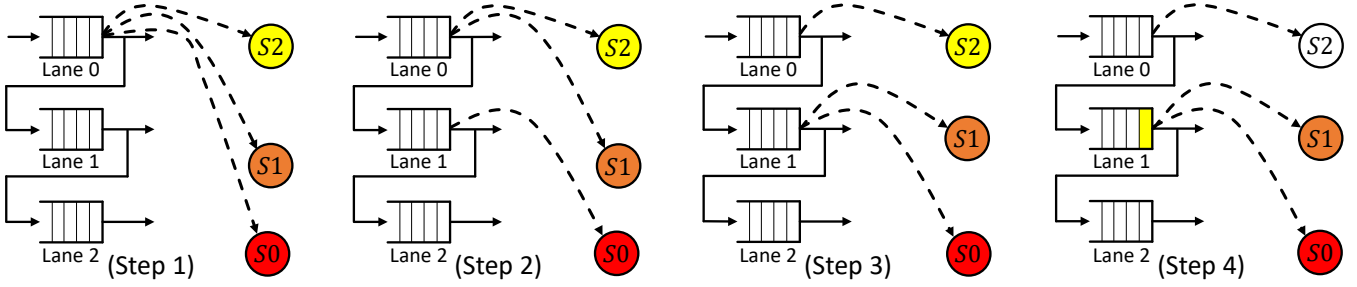 S2
Lane 0
S1
Lane 1
S0
Lane 2
(Step 1)
S2
Lane 0
S1
Lane 1
S0
Lane 2
(Step 2)
S2
Lane 0
S1
Lane 1
S0
Lane 2
(Step 3)
S2
Lane 0
S1
Lane 1
S0
Lane 2
(Step 4)